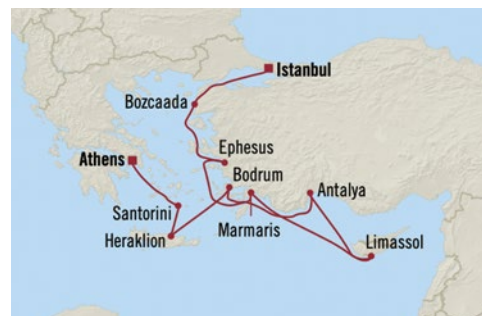 Istanbul
Bozcaada
Ephesus
Athens
Bodrum
Antalya
Santorini
Marmaris
Heraklion
Limassol